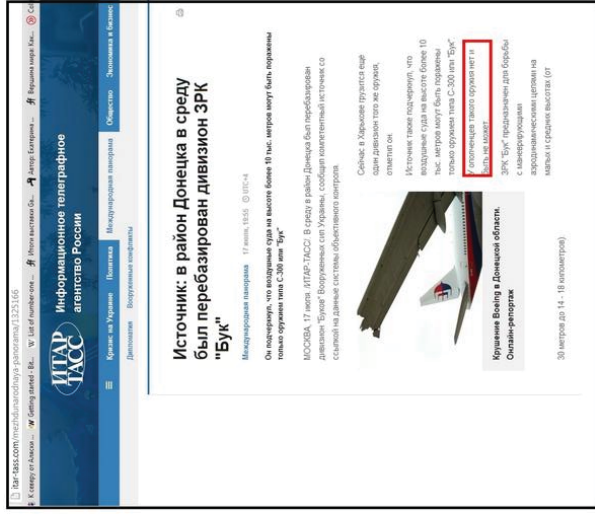 itar-tass.com/mezhdunarodnaya-panorama/1325166
К северу от Аляски ...
Getting started - Bit...
List of number-one ...
Итоги выставки Ga...
Автор: Екатерина ...
Вершина мира: Как...
ИТАР
ТАСС
Информационное телеграфное
агентство России
Кризис на Украине Политика Международная панорама Общество Экономика и бизнес
Дипломатия Вооруженные конфликты
Источник: в район Донецка в среду
был перебазирован дивизион ЗРК
"Бук"
Международная панорама 17 июля, 19:55 UTC+4
Он подчеркнул, что воздушные суда на высоте более 10 тыс. метров могут быть поражены
только оружием типа С-300 или "Бук"
МОСКВА, 17 июля. /ИТАР-ТАСС/. В среду в район Донецка был перебазирован
дивизион "Буков" Вооруженных сил Украины, сообщил компетентный источник со
ссылкой на данные системы объективного контроля.
Крушение Boeing в Донецкой области.
Онлайн-репортаж
Сейчас в Харькове грузится еще
один дивизион того же оружия,
отметил он.
Источник также подчеркнул, что
воздушные суда на высоте более 10
тыс. метров могут быть поражены
только оружием типа С-300 или "Бук".
У ополченцев такого оружия нет и
быть не может.
ЗРК "Бук" предназначен для борьбы
с маневрирующими
аэродинамическими целями на
малых и средних высотах (от
30 метров до 14 - 18 километров)